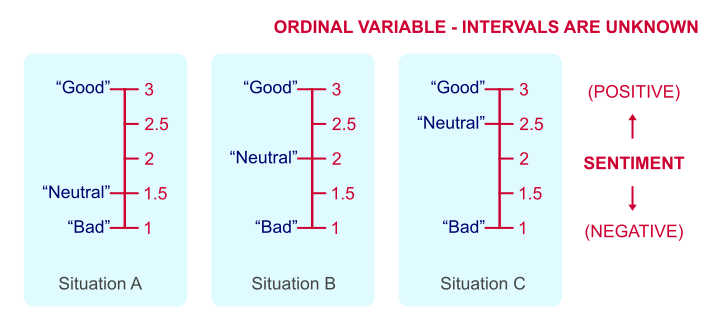 ORDINAL VARIABLE - INTERVALS ARE UNKNOWN
“Good” 3
2.5
2
“Neutral” 1.5
“Bad” 1
Situation A
“Good” 3
2.5
“Neutral” 2
1.5
“Bad” 1
Situation B
“Good” 3
“Neutral” 2.5
2
1.5
“Bad” 1
Situation C
(POSITIVE)
SENTIMENT
(NEGATIVE)